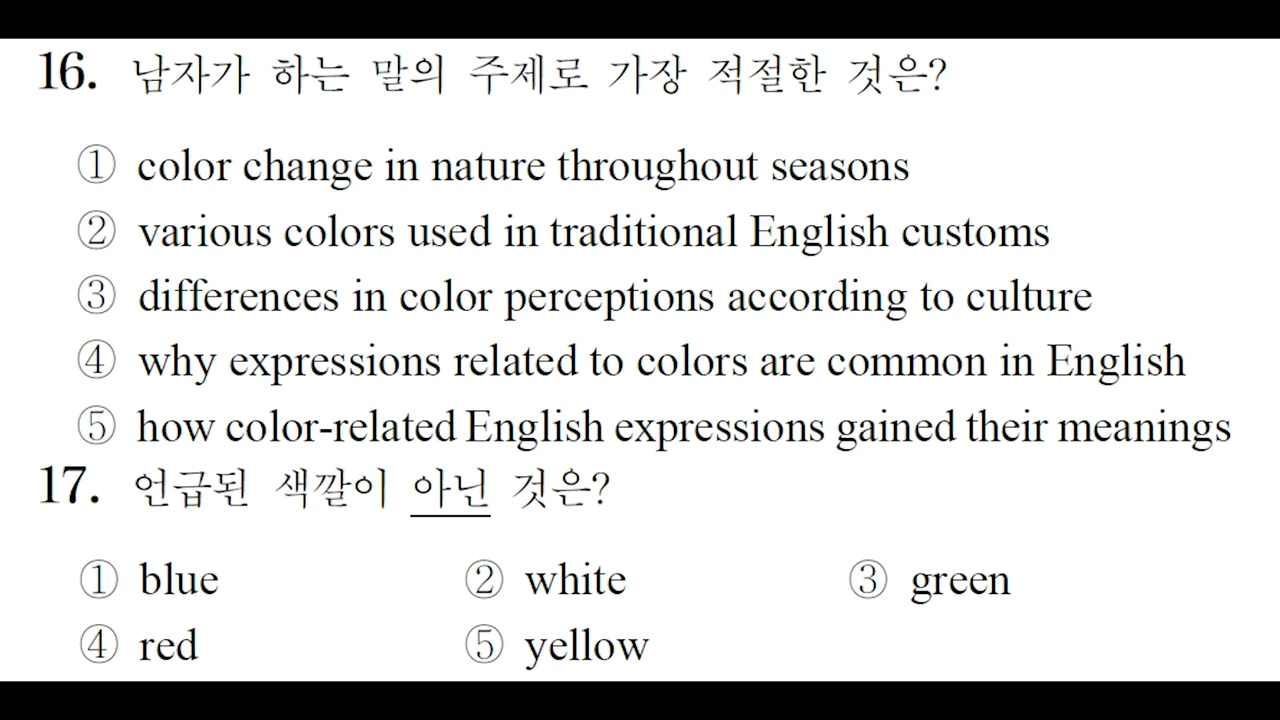 16. 남자가 하는 말의 주제로 가장 적절한 것은?
① color change in nature throughout seasons
② various colors used in traditional English customs
③ differences in color perceptions according to culture
④ why expressions related to colors are common in English
⑤ how color-related English expressions gained their meanings
17. 언급된 색깔이 아닌 것은?
① blue ② white ③ green
④ red ⑤ yellow